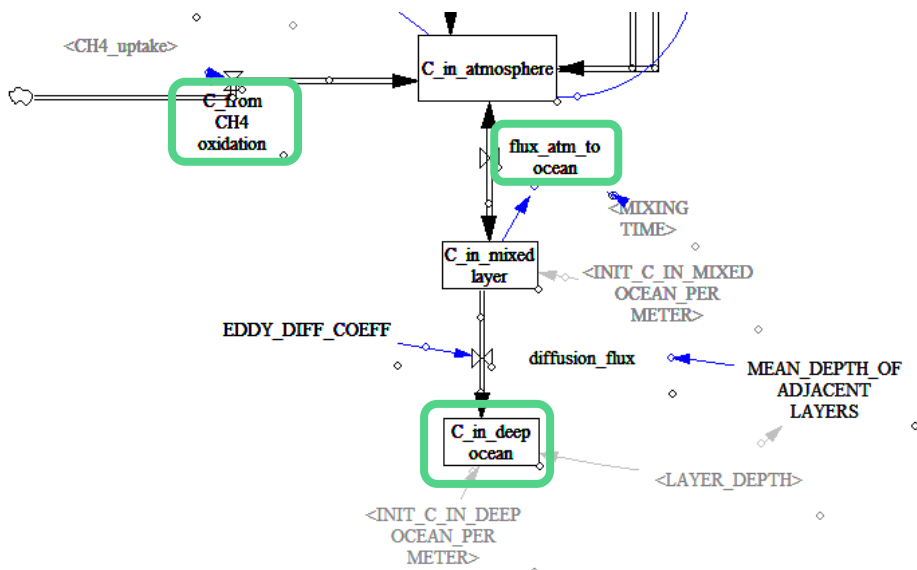 <CH4_uptake>
C_in_atmosphere
C_from
CH4
oxidation
flux_atm_to
ocean
<MIXING
TIME>
C_in_mixed
layer
<INIT_C_IN_MIXED
OCEAN_PER
METER>
EDDY_DIFF_COEFF
diffusion_flux
MEAN_DEPTH_OF
ADJACENT
LAYERS
C_in_deep
ocean
<LAYER_DEPTH>
<INIT_C_IN_DEEP
OCEAN_PER
METER>